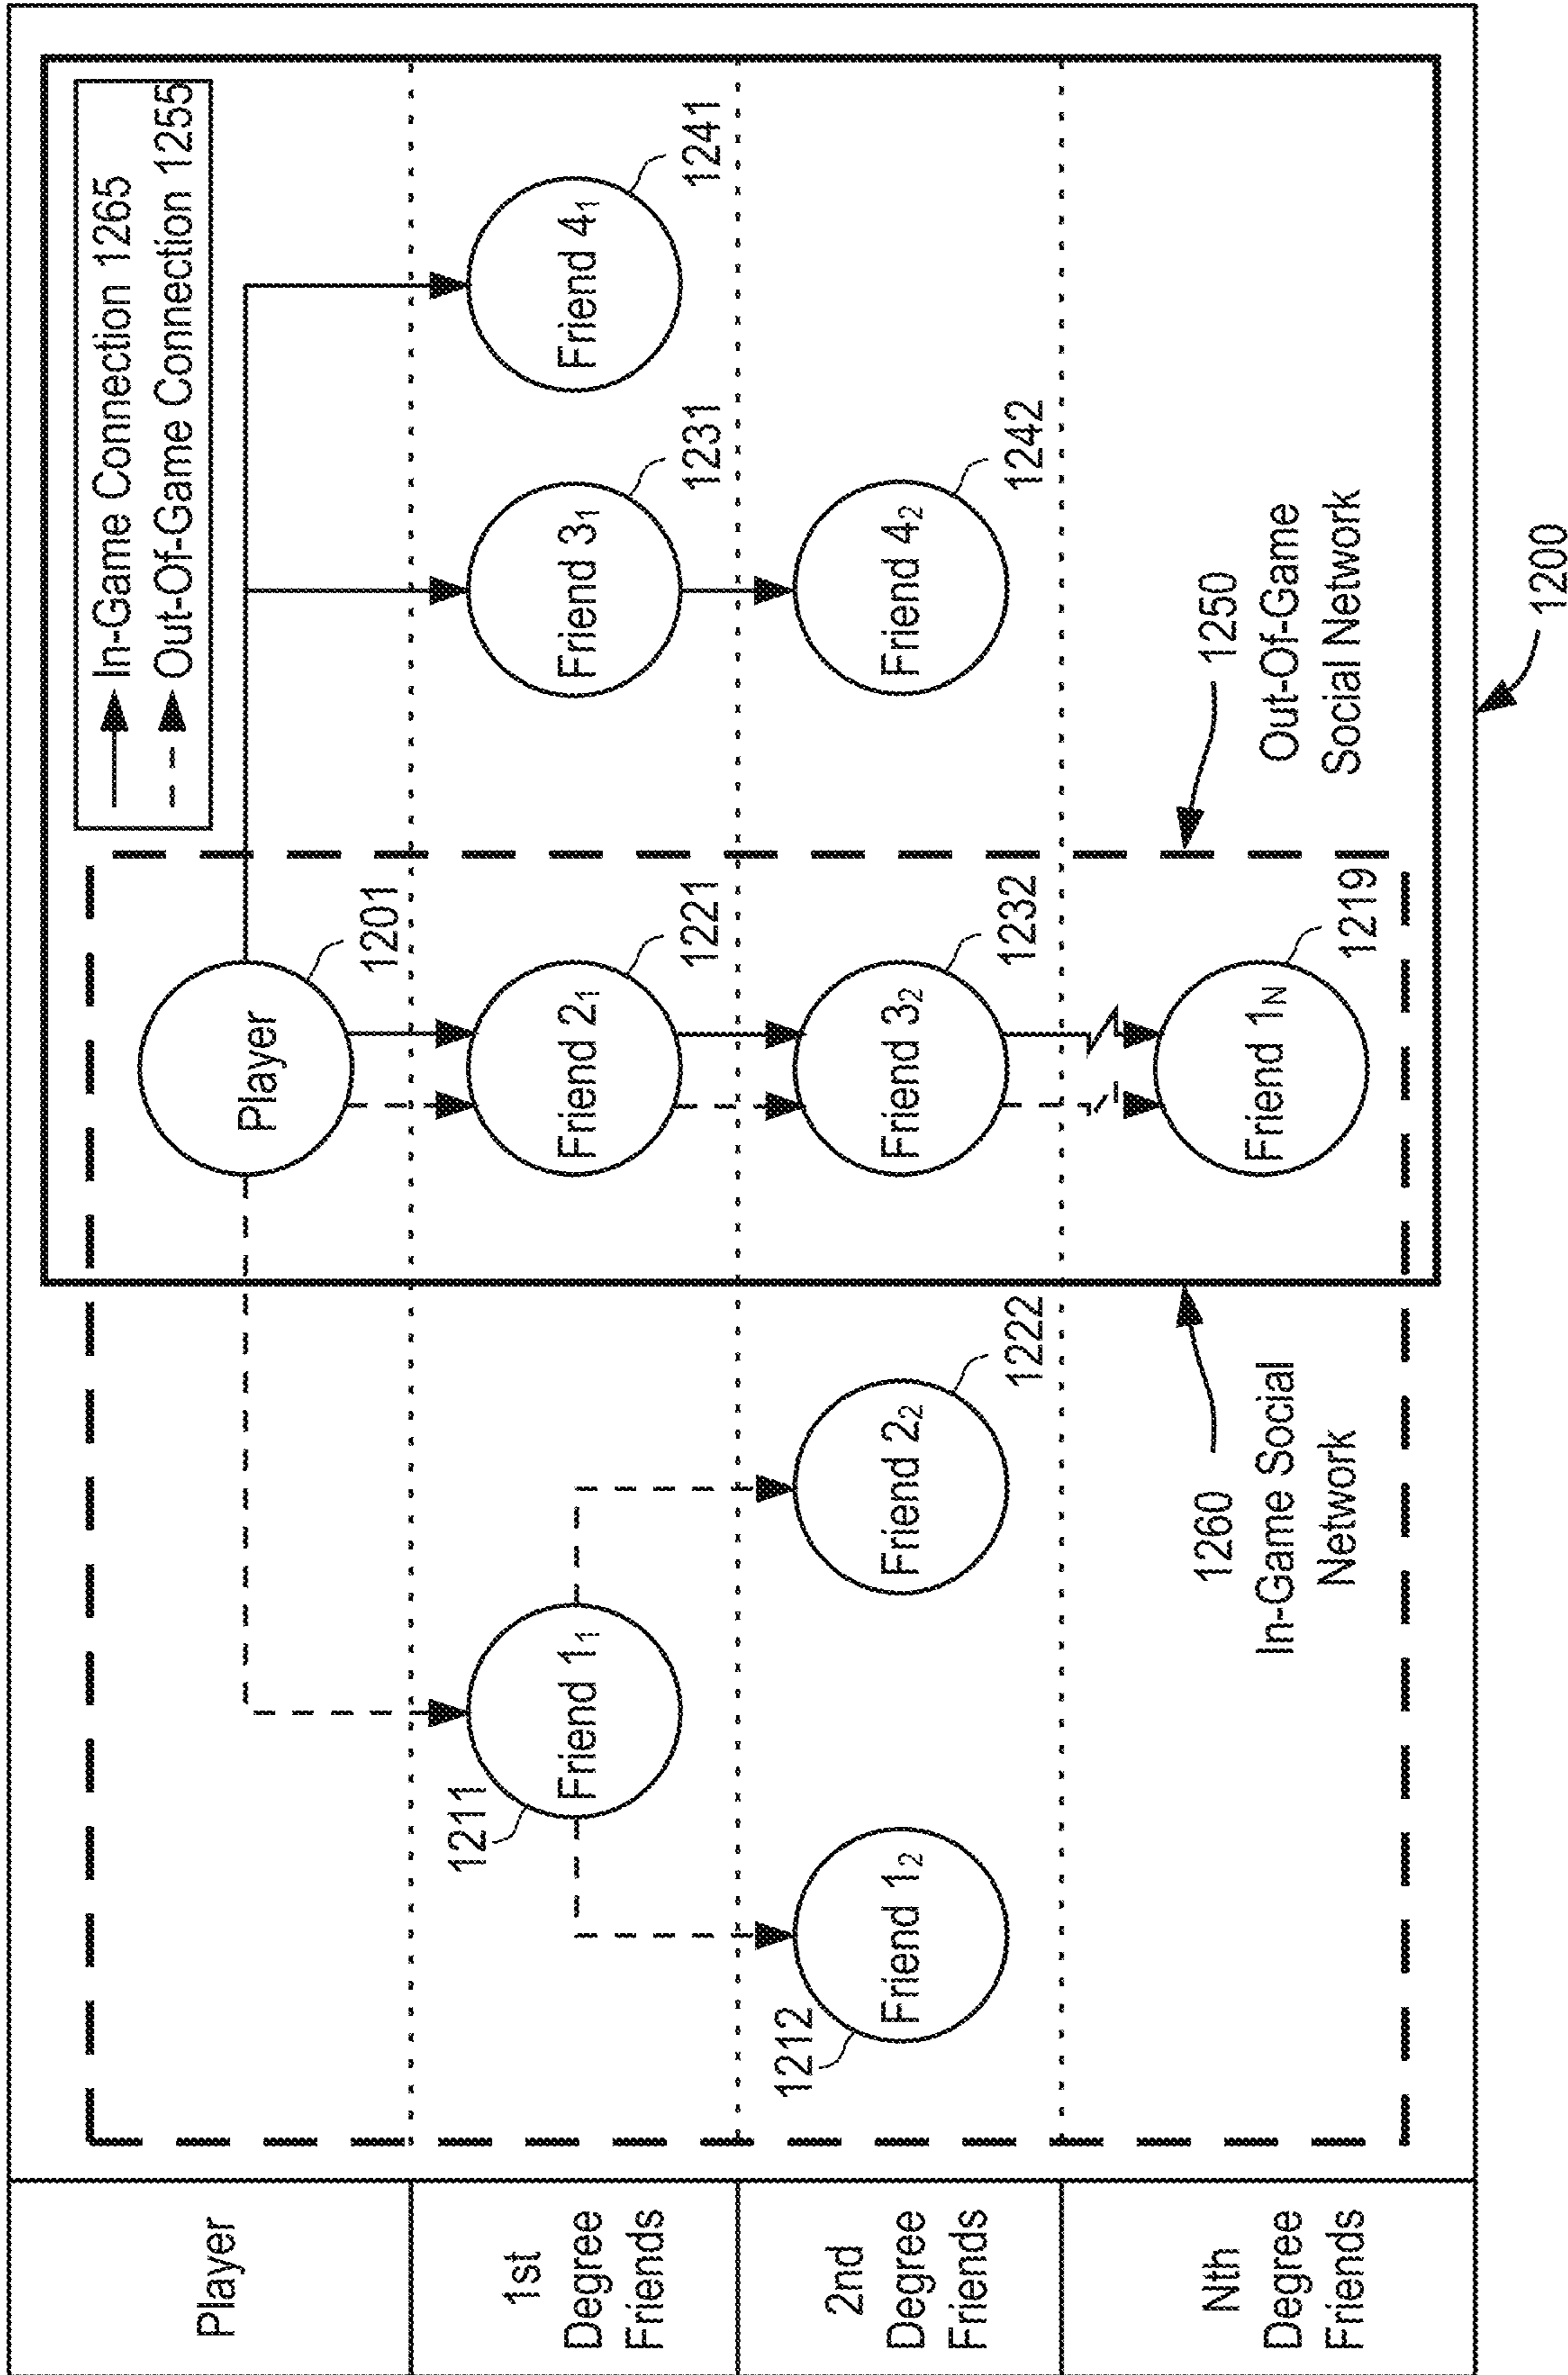 Player
In-Game Connection 1265
Out-Of-Game Connection 1255
Player
1201
1st
Degree
Friends
1211
Friend 1₁
Friend 2₁
1221
Friend 3₁
1231
Friend 4₁
1241
2nd
Degree
Friends
1212
Friend 1₂
Friend 2₂
1222
Friend 3₂
1232
Friend 4₂
1242
Nth
Degree
Friends
1260
In-Game Social
Network
Friend 1N
1219
1250
Out-Of-Game
Social Network
1200